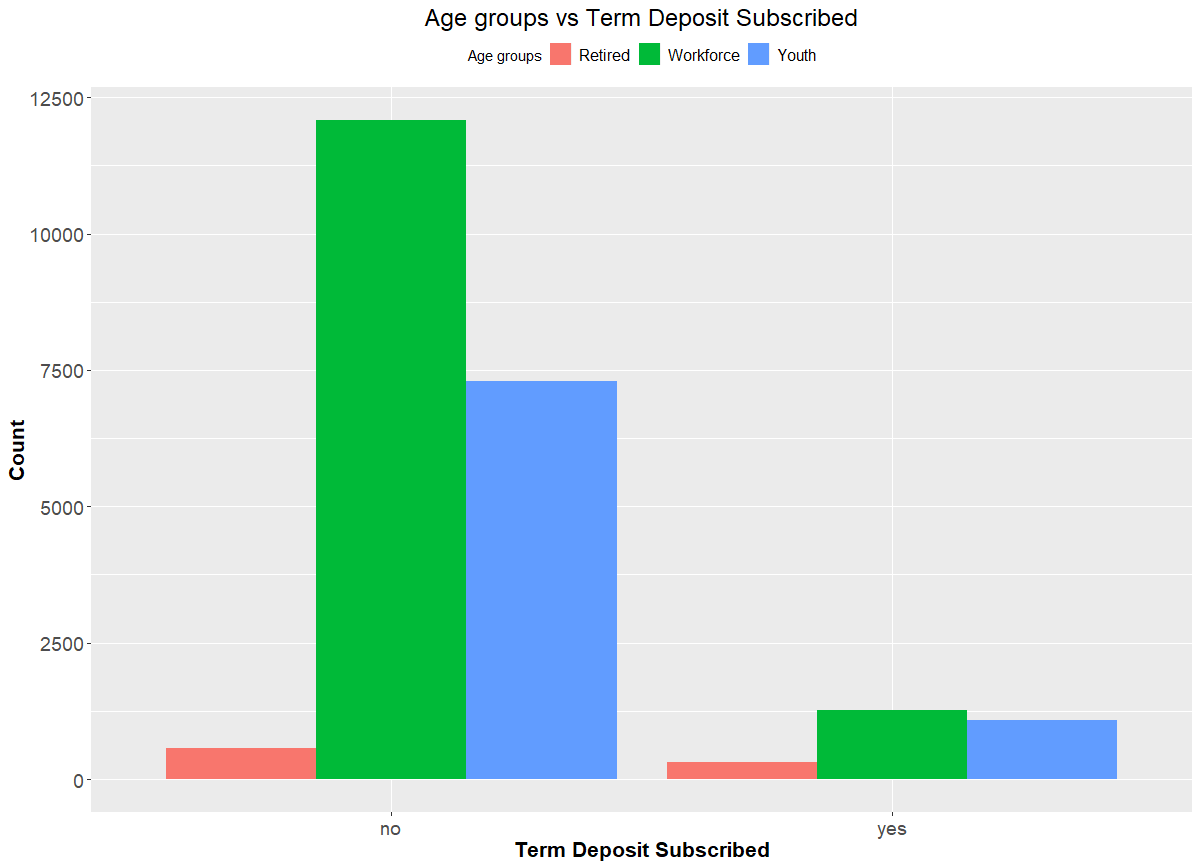 Age groups vs Term Deposit Subscribed
Age groups Retired Workforce Youth
12500
10000
7500
5000
2500
0
Count
no yes
Term Deposit Subscribed